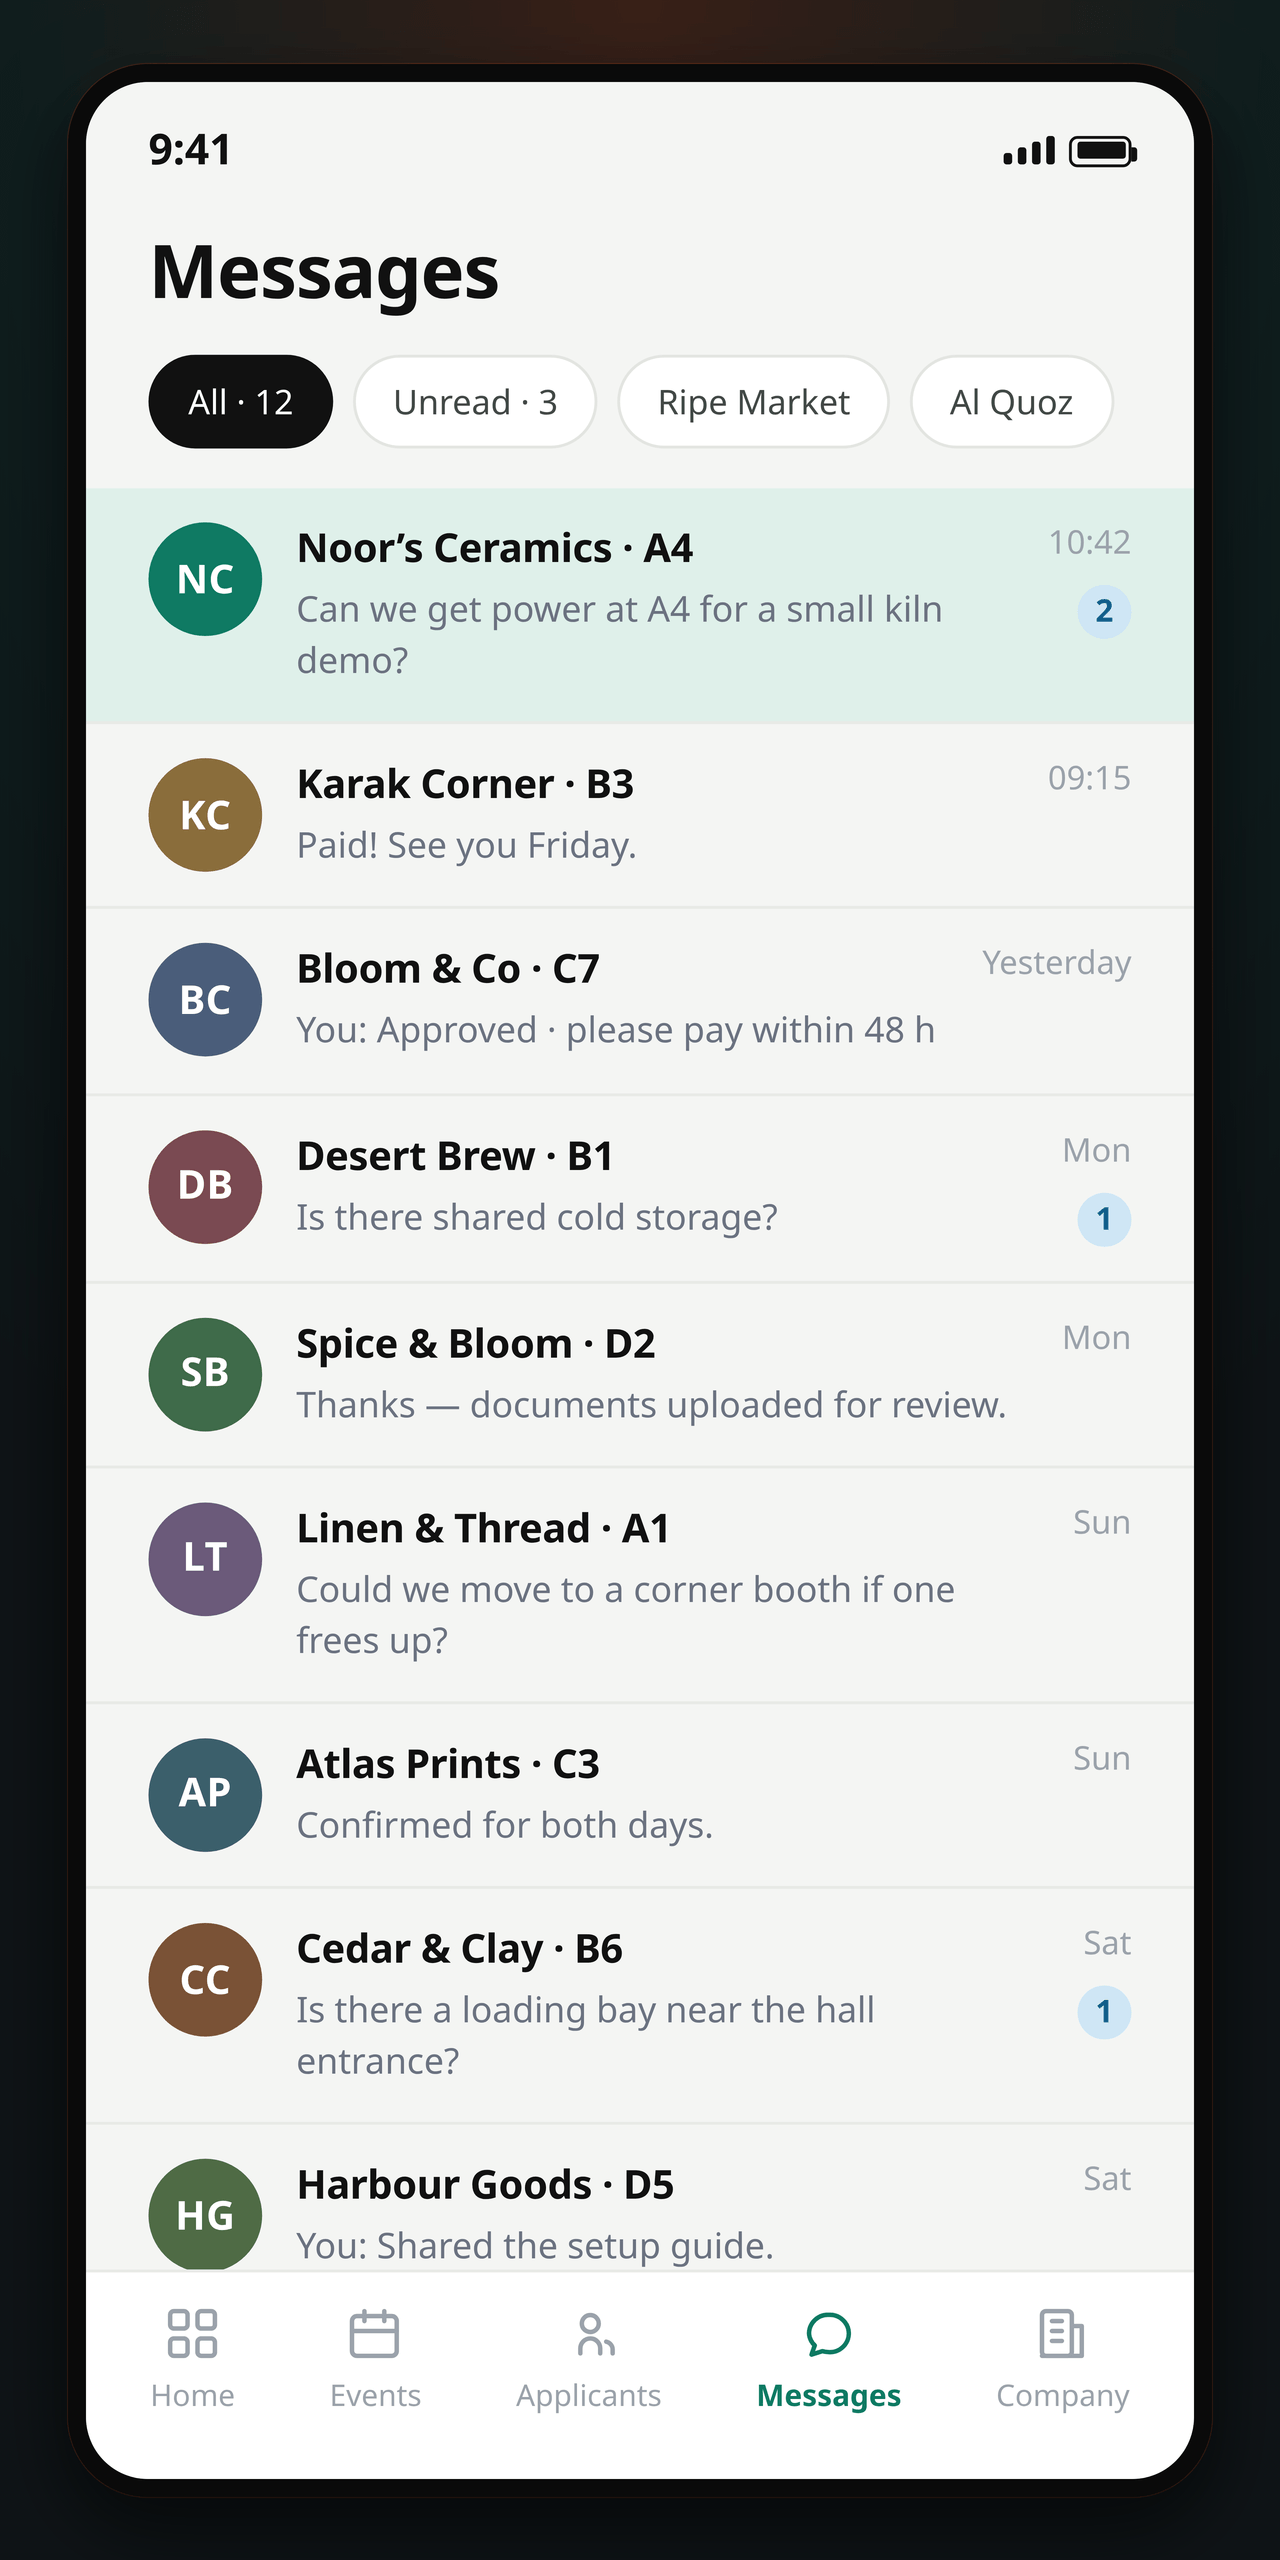 9:41
Messages
All · 12
Unread · 3
Ripe Market
Al Quoz
NC
Noor’s Ceramics · A4
10:42
Can we get power at A4 for a small kiln
demo?
2
KC
Karak Corner · B3
09:15
Paid! See you Friday.
BC
Bloom & Co · C7
Yesterday
You: Approved · please pay within 48 h
DB
Desert Brew · B1
Mon
Is there shared cold storage?
1
SB
Spice & Bloom · D2
Mon
Thanks — documents uploaded for review.
LT
Linen & Thread · A1
Sun
Could we move to a corner booth if one
frees up?
AP
Atlas Prints · C3
Sun
Confirmed for both days.
CC
Cedar & Clay · B6
Sat
Is there a loading bay near the hall
entrance?
1
HG
Harbour Goods · D5
Sat
You: Shared the setup guide.
Home
Events
Applicants
Messages
Company